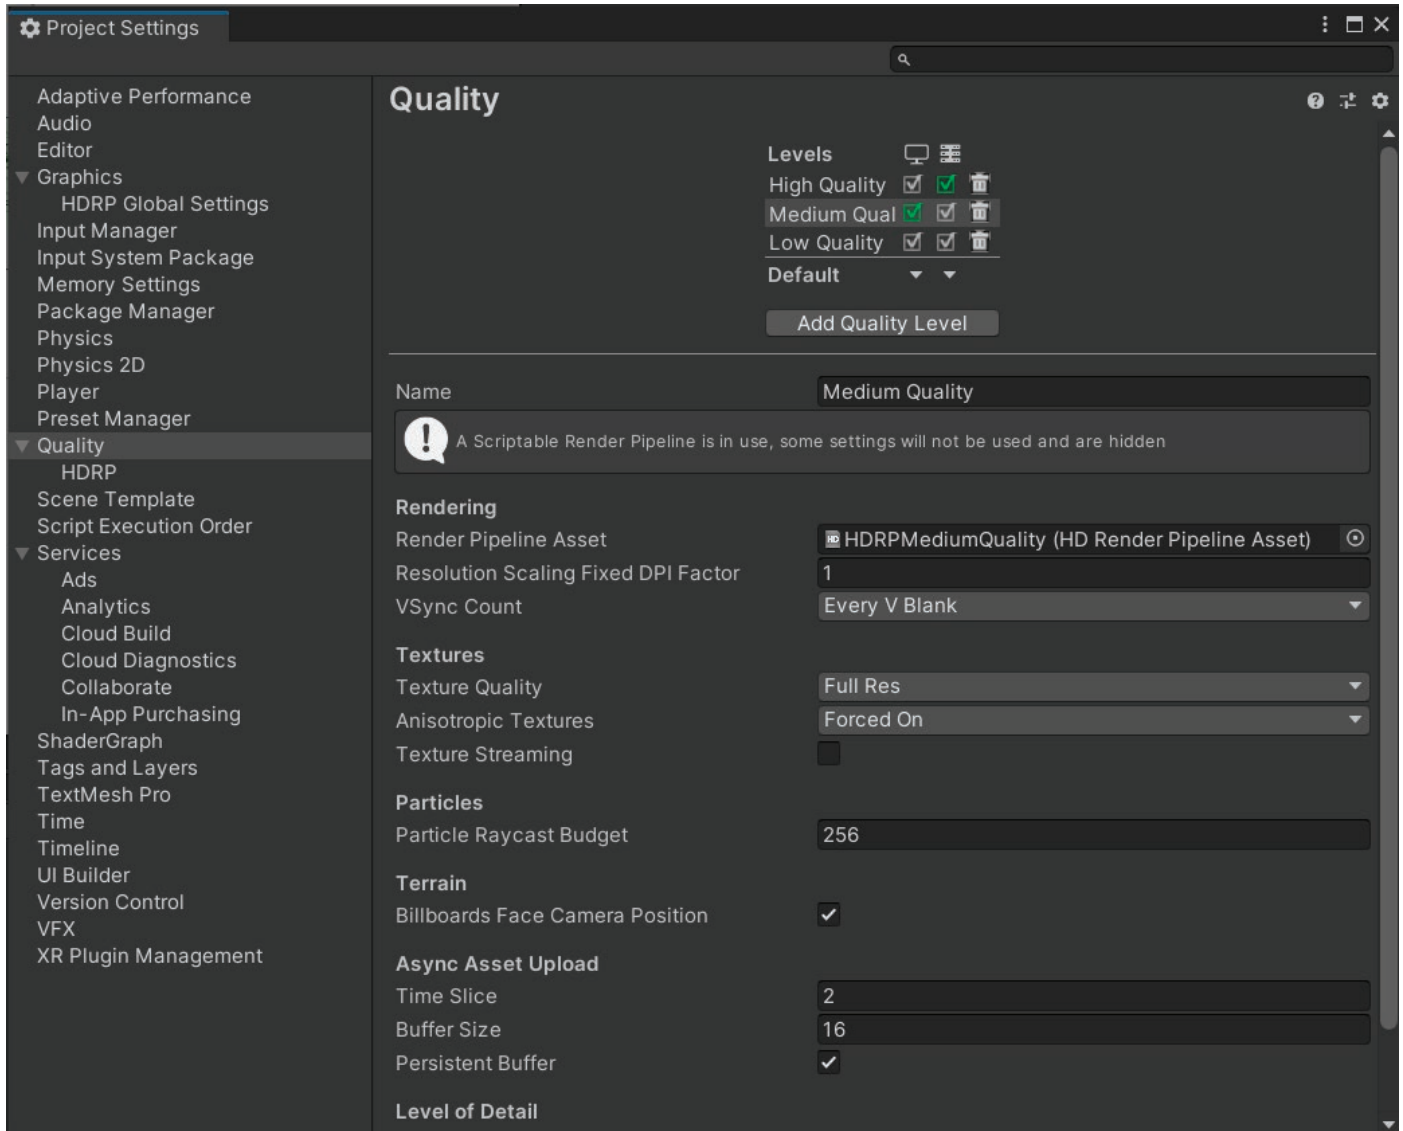 Project Settings
Adaptive Performance
Audio
Editor
Graphics
HDRP Global Settings
Input Manager
Input System Package
Memory Settings
Package Manager
Physics
Physics 2D
Player
Preset Manager
Quality
HDRP
Scene Template
Script Execution Order
Services
Ads
Analytics
Cloud Build
Cloud Diagnostics
Collaborate
In-App Purchasing
ShaderGraph
Tags and Layers
TextMesh Pro
Time
Timeline
UI Builder
Version Control
VFX
XR Plugin Management
Quality
Levels
High Quality
Medium Qual
Low Quality
Default
Add Quality Level
Name Medium Quality
A Scriptable Render Pipeline is in use, some settings will not be used and are hidden
Rendering
Render Pipeline Asset HDRPMediumQuality (HD Render Pipeline Asset)
Resolution Scaling Fixed DPI Factor 1
VSync Count Every V Blank
Textures
Texture Quality Full Res
Anisotropic Textures Forced On
Texture Streaming
Particles
Particle Raycast Budget 256
Terrain
Billboards Face Camera Position
Async Asset Upload
Time Slice 2
Buffer Size 16
Persistent Buffer
Level of Detail